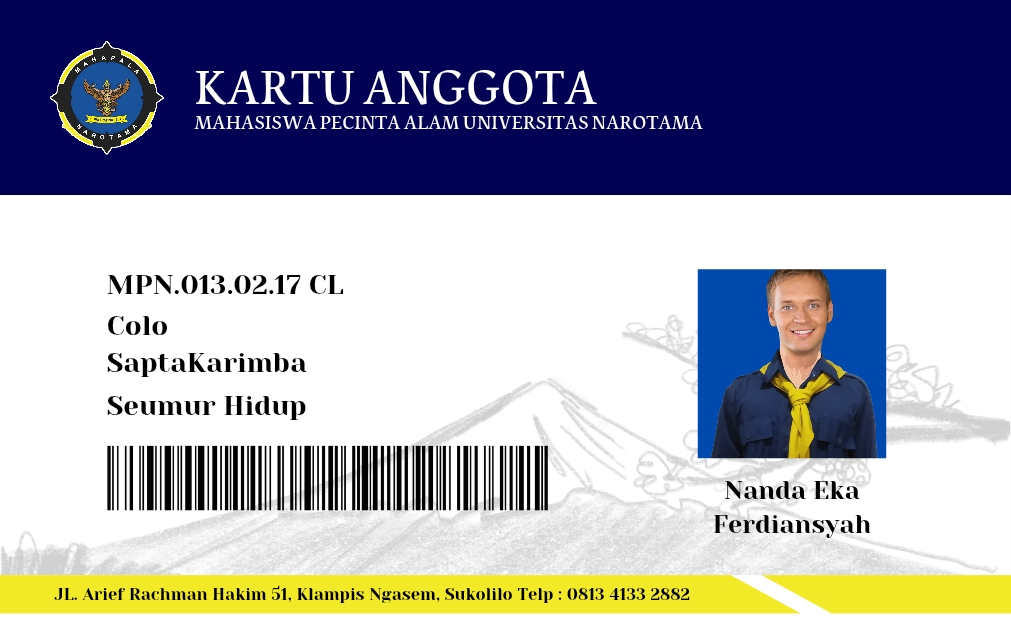 MAHAPALA
NAROTAMA
KARTU ANGGOTA
MAHASISWA PECINTA ALAM UNIVERSITAS NAROTAMA
MPN.013.02.17 CL
Colo
SaptaKarimba
Seumur Hidup
Nanda Eka
Ferdiansyah
JL. Arief Rachman Hakim 51, Klampis Ngasem, Sukolilo Telp : 0813 4133 2882